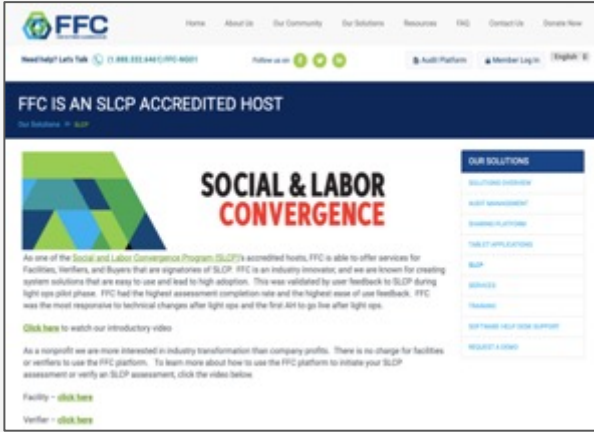 FFC
Home About Us Our Community Our Solutions Resources FAQ Contact Us Donate Now
Need help? Lets Talk
Follow us on
Audit Platform Member Log In English
FFC IS AN SLCP ACCREDITED HOST
Our Solutions SLCP
SOCIAL & LABOR
CONVERGENCE
As one of the Social and Labor Convergence Program (SLCP)'s accredited hosts, FFC is able to offer services for
Facilities, Verifiers, and Buyers that are signatories of SLCP. FFC is an industry innovator, and we are known for creating
system solutions that are easy to use and lead to high adoption. This was validated by user feedback to SLCP during
light ops pilot phase. FFC had the highest assessment completion rate and the highest ease of use feedback. FFC
was the most responsive to technical changes after light ops and the first AH to go live after light ops.
Click here to watch our introductory video
As a nonprofit we are more interested in industry transformation than company profits. There is no charge for facilities
or verifiers to use the FFC platform. To learn more about how to use the FFC platform to initiate your SLCP
assessment or verify an SLCP assessment, click the video below.
Facility – click here
Verifier – click here
OUR SOLUTIONS
SOLUTIONS OVERVIEW
AUDIT MANAGEMENT
SHARING PLATFORM
TABLET APPLICATIONS
SLCP
SERVICES
TRAINING
SOFTWARE HELP DESK SUPPORT
REQUEST A DEMO